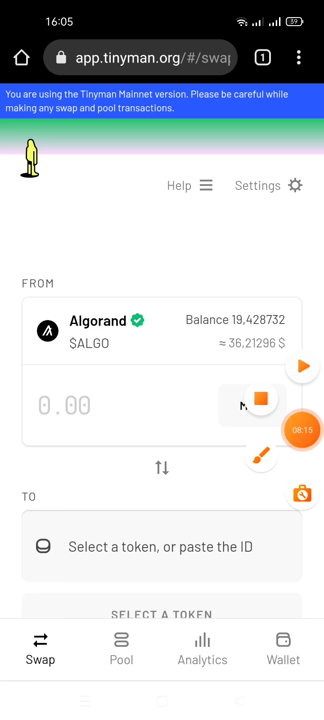 16:05
59
app.tinyman.org/#/swap
1
You are using the Tinyman Mainnet version. Please be careful while
making any swap and pool transactions.
Help
Settings
FROM
Algorand
Balance 19,428732
$ALGO
≈ 36,21296 $
0.00
08:15
TO
Select a token, or paste the ID
SELECT A TOKEN
Swap
Pool
Analytics
Wallet